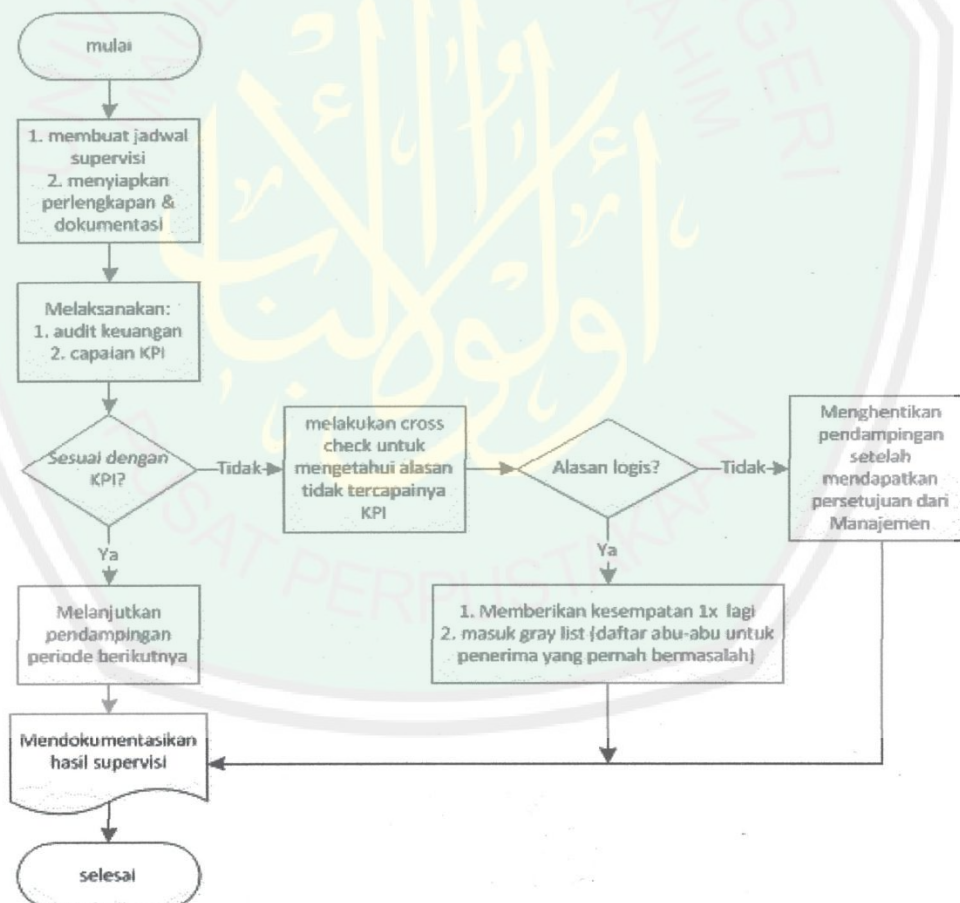 mulai
1. membuat jadwal
supervisi
2. menyiapkan
perlengkapan &
dokumentasi
Melaksanakan:
1. audit keuangan
2. capaian KPI
Sesuai dengan
KPI?
Tidak
melakukan cross
check untuk
mengetahui alasan
tidak tercapainya
KPI
Alasan logis?
Tidak
Menghentikan
pendampingan
setelah
mendapatkan
persetujuan dari
Manajemen
Ya
Ya
Melanjutkan
pendampingan
periode berikutnya
1. Memberikan kesempatan 1x lagi
2. masuk gray list (daftar abu-abu untuk
penerima yang pernah bermasalah)
Mendokumentasikan
hasil supervisi
selesai
PUSAT PERPUSTAKAAN